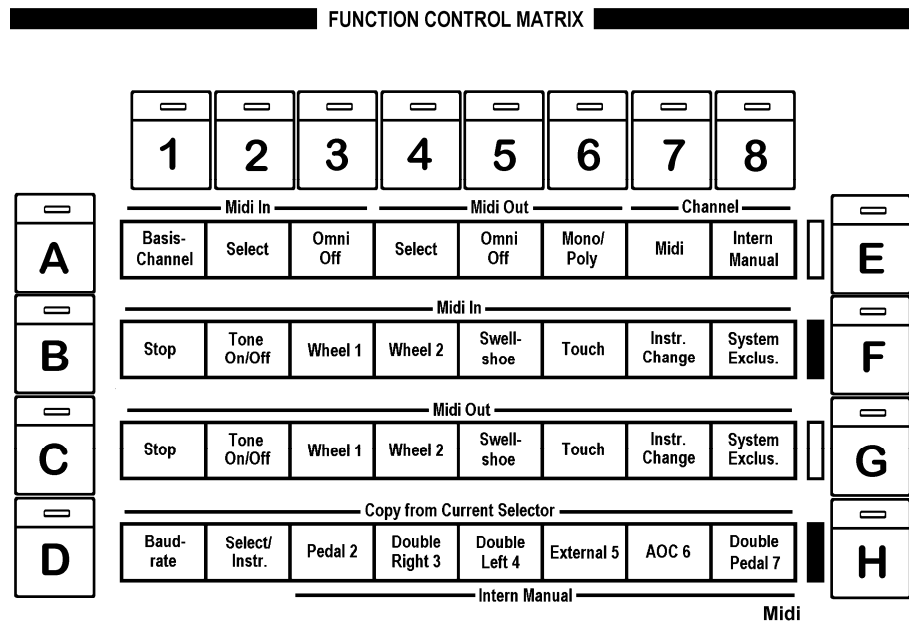 FUNCTION CONTROL MATRIX
1 2 3 4 5 6 7 8
Midi In Midi Out Channel
A
Basis-
Channel
Select
Omni
Off
Select
Omni
Off
Mono/
Poly
Midi
Intern
Manual
E
Midi In
B
Stop
Tone
On/Off
Wheel 1
Wheel 2
Swell-
shoe
Touch
Instr.
Change
System
Exclus.
F
Midi Out
C
Stop
Tone
On/Off
Wheel 1
Wheel 2
Swell-
shoe
Touch
Instr.
Change
System
Exclus.
G
Copy from Current Selector
D
Baud-
rate
Select/
Instr.
Pedal 2
Double
Right 3
Double
Left 4
External 5
AOC 6
Double
Pedal 7
H
Intern Manual
Midi